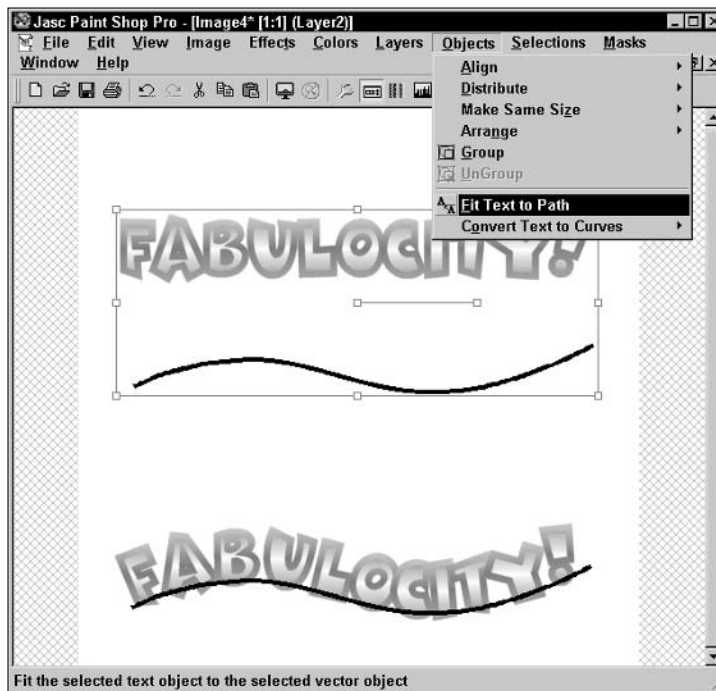 Jasc Paint Shop Pro - [Image4* [1:1] (Layer2)]
File Edit View Image Effects Colors Layers Objects Selections Masks
Window Help
Align
Distribute
Make Same Size
Arrange
Group
UnGroup
Fit Text to Path
Convert Text to Curves
FABULOCITY!
FABULOCITY!
Fit the selected text object to the selected vector object